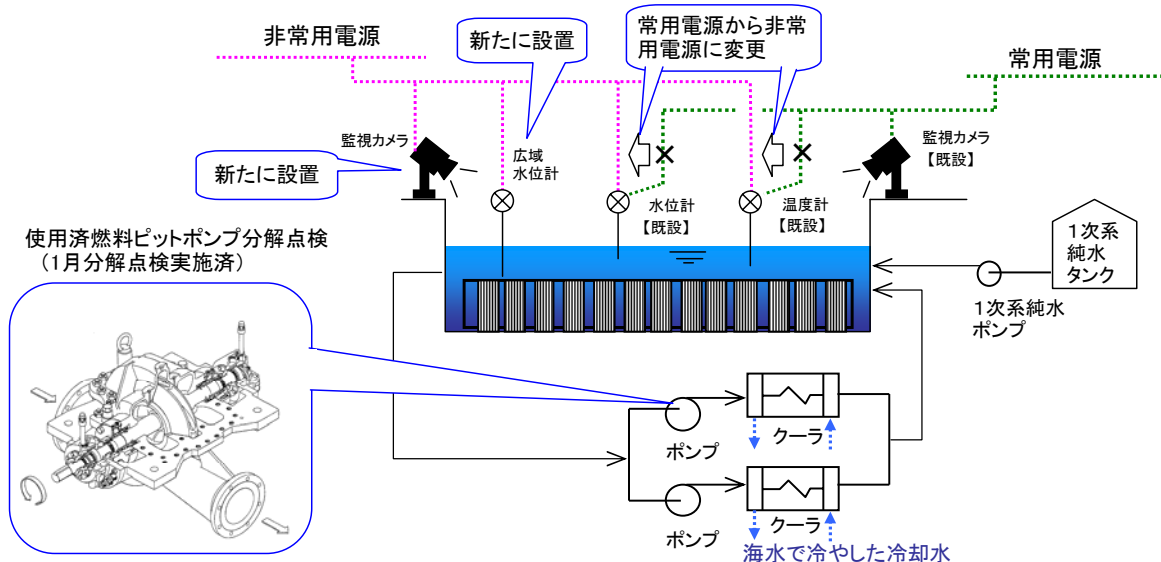 非常用電源
新たに設置
常用電源から非常
用電源に変更
常用電源
監視カメラ
新たに設置
広域
水位計
水位計
【既設】
温度計
【既設】
監視カメラ
【既設】
使用済燃料ピットポンプ分解点検
（1月分解点検実施済）
１次系
純水
タンク
１次系純水
ポンプ
ポンプ
クーラ
ポンプ
クーラ
海水で冷やした冷却水